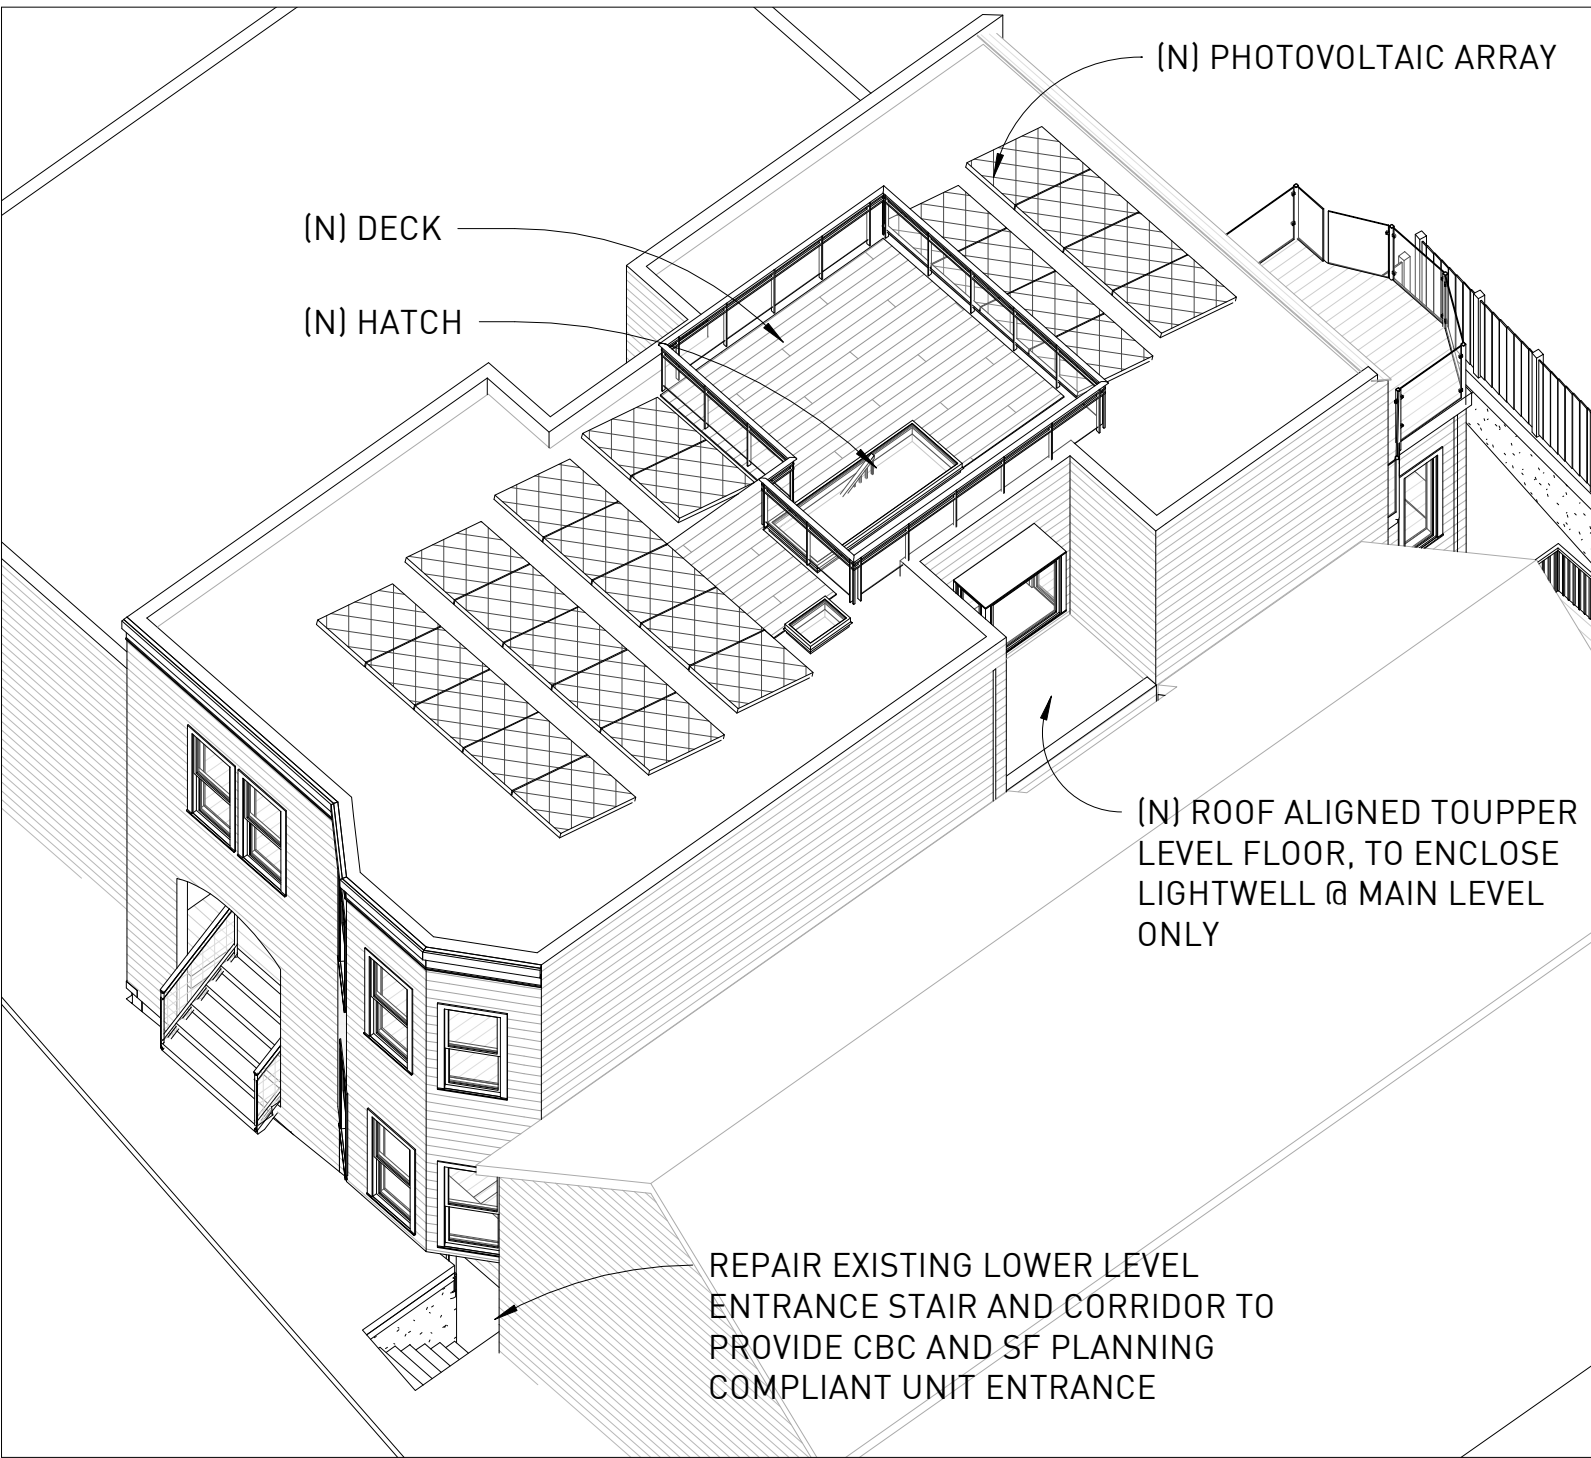 (N) PHOTOVOLTAIC ARRAY
(N) DECK
(N) HATCH
(N) ROOF ALIGNED TOUPPER
LEVEL FLOOR, TO ENCLOSE
LIGHTWELL @ MAIN LEVEL
ONLY
REPAIR EXISTING LOWER LEVEL
ENTRANCE STAIR AND CORRIDOR TO
PROVIDE CBC AND SF PLANNING
COMPLIANT UNIT ENTRANCE